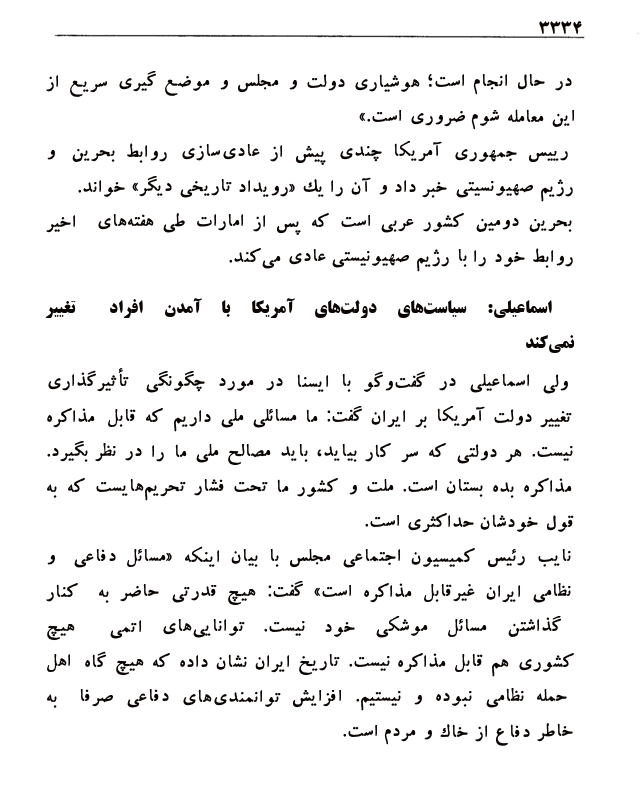 ۳۳۳۴
در حال انجام است؛ هوشیاری دولت و مجلس و موضع گیری سریع از
این معامله شوم ضروری است.»
رییس جمهوری آمریکا چندی پیش از عادی‌سازی روابط بحرین و
رژیم صهیونسیتی خبر داد و آن را یك «رویداد تاریخی دیگر» خواند.
بحرین دومین کشور عربی است که پس از امارات طی هفته‌های اخیر
روابط خود را با رژیم صهیونیستی عادی می‌کند.
اسماعیلی: سیاست‌های دولت‌های آمریکا با آمدن افراد تغییر
نمی‌کند
ولی اسماعیلی در گفت‌وگو با ایسنا در مورد چگونگی تأثیرگذاری
تغییر دولت آمریکا بر ایران گفت: ما مسائلی ملی داریم که قابل مذاکره
نیست. هر دولتی که سر کار بیاید، باید مصالح ملی ما را در نظر بگیرد.
مذاکره بده بستان است. ملت و کشور ما تحت فشار تحریم‌هایست که به
قول خودشان حداکثری است.
نایب رئیس کمیسیون اجتماعی مجلس با بیان اینکه «مسائل دفاعی و
نظامی ایران غیرقابل مذاکره است» گفت: هیچ قدرتی حاضر به کنار
گذاشتن مسائل موشکی خود نیست. توانایی‌های اتمی هیچ
کشوری هم قابل مذاکره نیست. تاریخ ایران نشان داده که هیچ گاه اهل
حمله نظامی نبوده و نیستیم. افزایش توانمندی‌های دفاعی صرفا به
خاطر دفاع از خاك و مردم است.